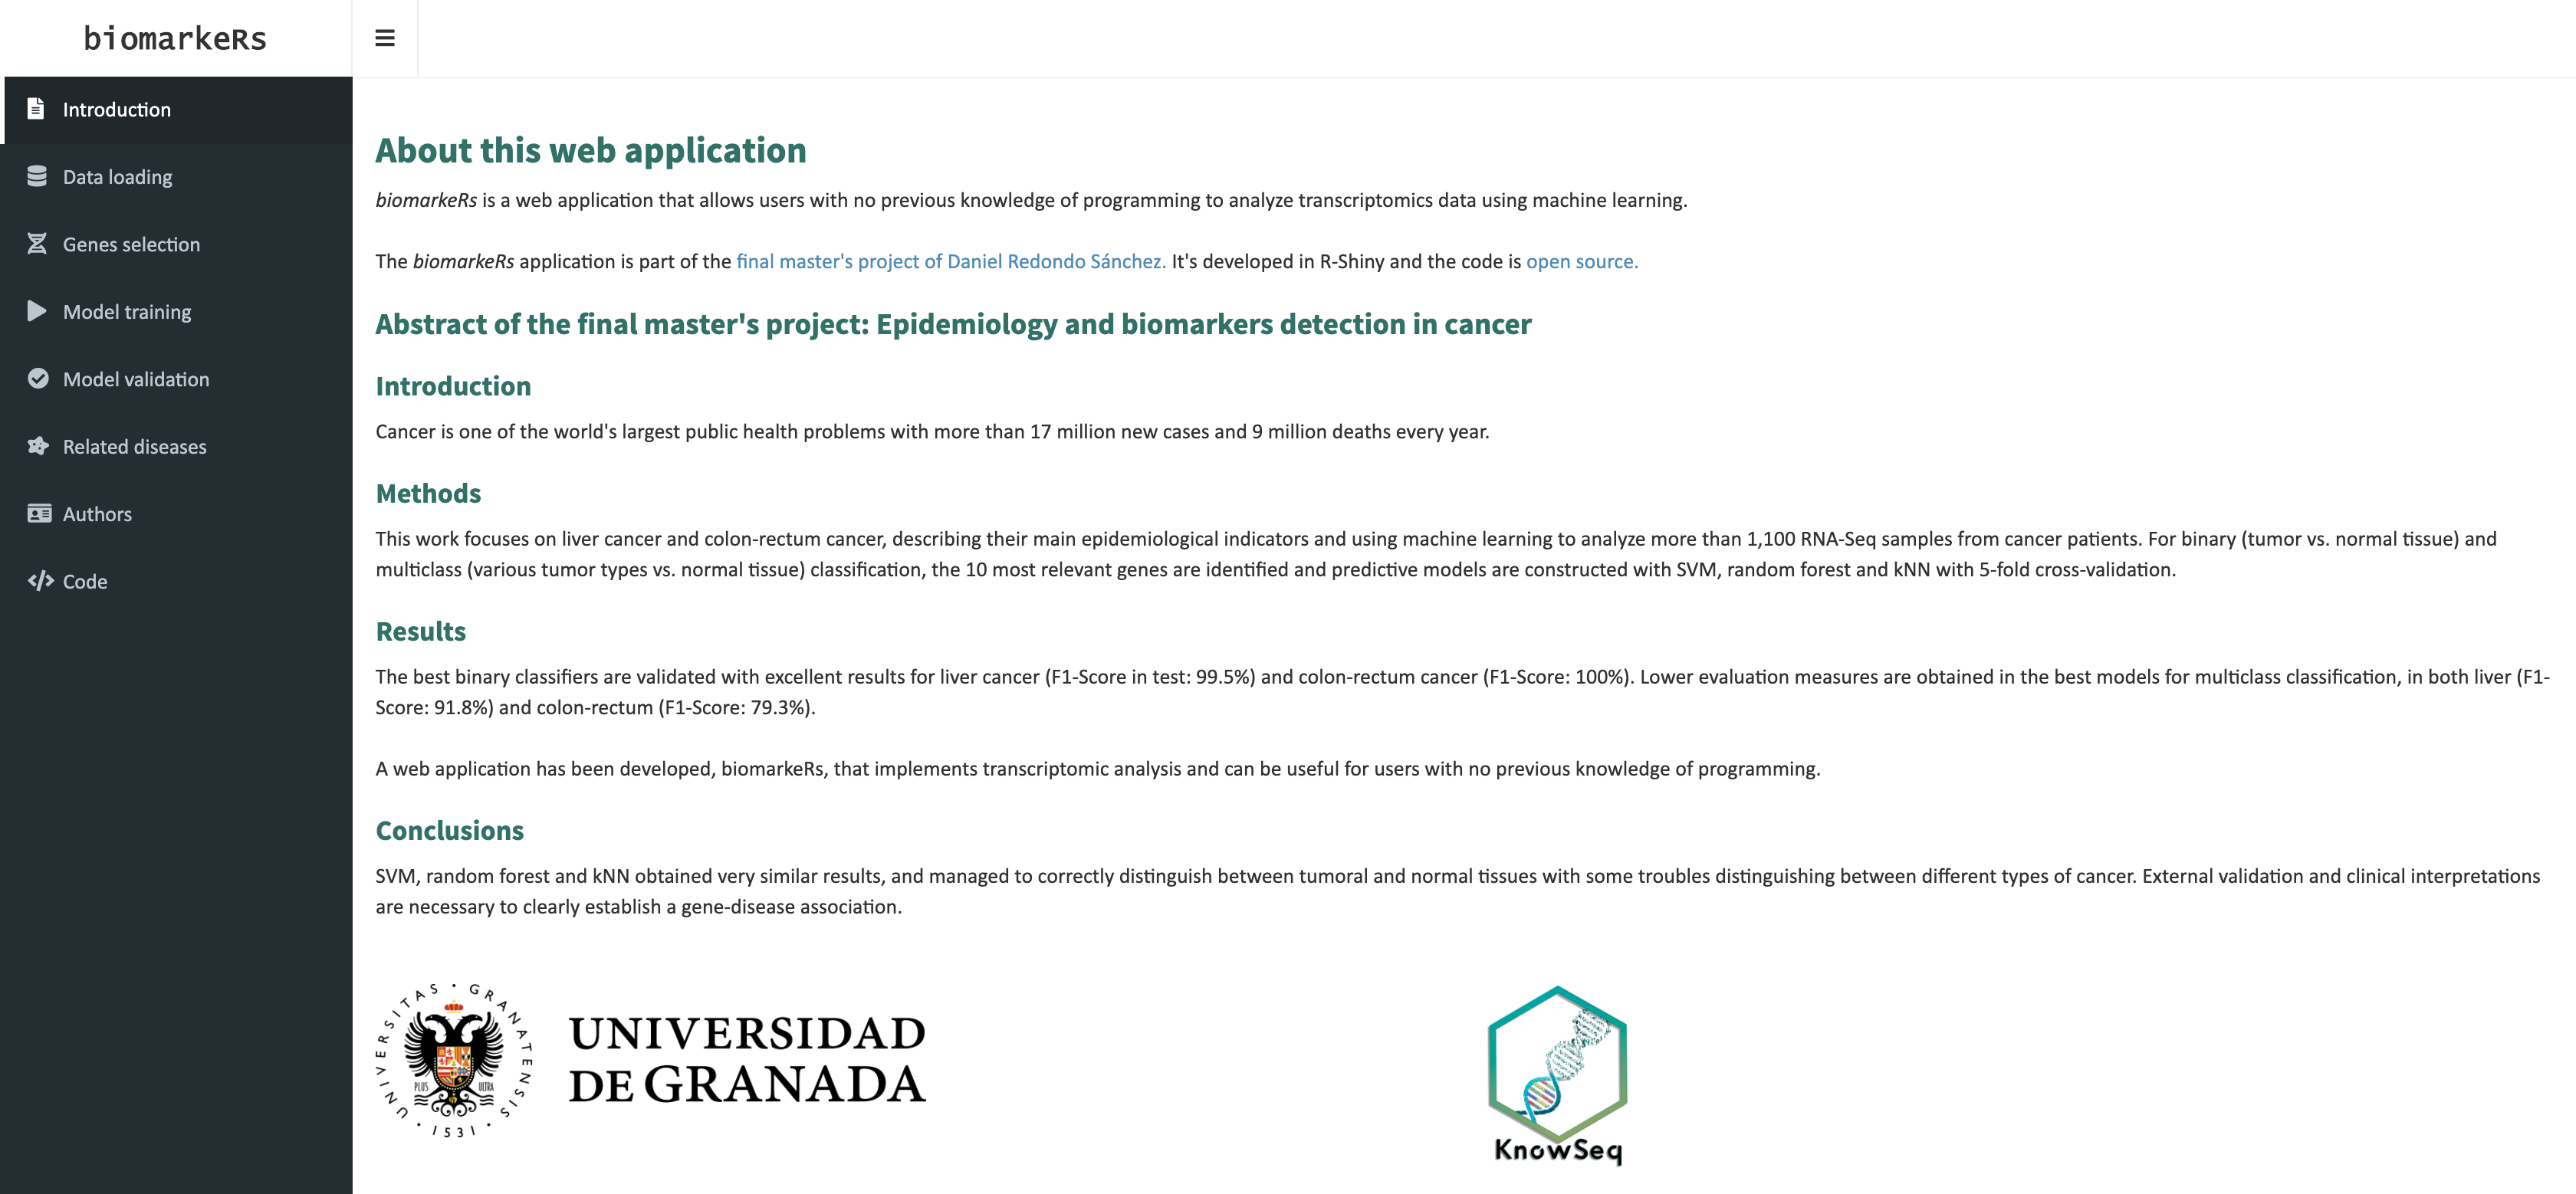 biomarkeRs
Introduction
Data loading
Genes selection
Model training
Model validation
Related diseases
Authors
Code
About this web application
biomarkeRs is a web application that allows users with no previous knowledge of programming to analyze transcriptomics data using machine learning.
The biomarkeRs application is part of the final master's project of Daniel Redondo Sánchez. It's developed in R-Shiny and the code is open source.
Abstract of the final master's project: Epidemiology and biomarkers detection in cancer
Introduction
Cancer is one of the world's largest public health problems with more than 17 million new cases and 9 million deaths every year.
Methods
This work focuses on liver cancer and colon-rectum cancer, describing their main epidemiological indicators and using machine learning to analyze more than 1,100 RNA-Seq samples from cancer patients. For binary (tumor vs. normal tissue) and
multiclass (various tumor types vs. normal tissue) classification, the 10 most relevant genes are identified and predictive models are constructed with SVM, random forest and kNN with 5-fold cross-validation.
Results
The best binary classifiers are validated with excellent results for liver cancer (F1-Score in test: 99.5%) and colon-rectum cancer (F1-Score: 100%). Lower evaluation measures are obtained in the best models for multiclass classification, in both liver (F1-
Score: 91.8%) and colon-rectum (F1-Score: 79.3%).
A web application has been developed, biomarkeRs, that implements transcriptomic analysis and can be useful for users with no previous knowledge of programming.
Conclusions
SVM, random forest and kNN obtained very similar results, and managed to correctly distinguish between tumoral and normal tissues with some troubles distinguishing between different types of cancer. External validation and clinical interpretations
are necessary to clearly establish a gene-disease association.
UNIVERSITAS · GRANATENSIS · 1531 ·
PLUS ULTRA
UNIVERSIDAD
DE GRANADA
KnowSeq